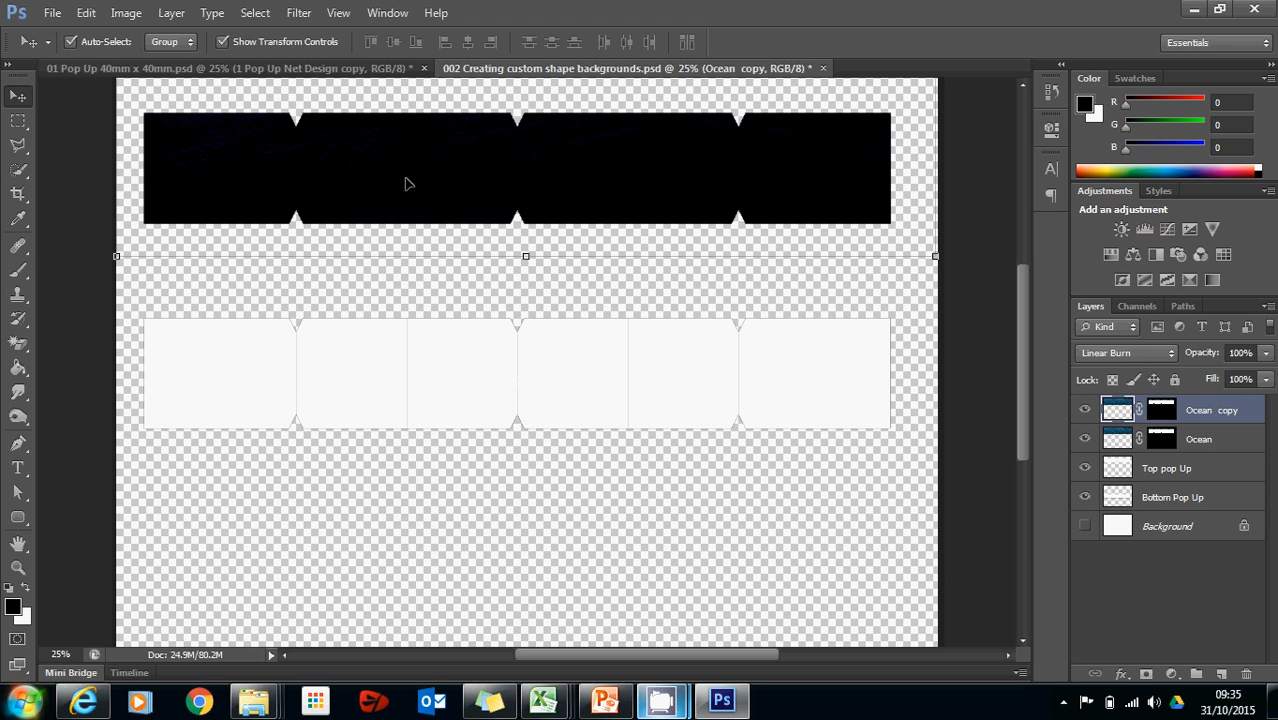 Ps File Edit Image Layer Type Select Filter 3D View Window Help
Auto-Select: Group Show Transform Controls Essentials
01 Pop Up 40mm x 40mm.psd @ 25% (1 Pop Up Net Design copy, RGB/8) * × 002 Creating custom shape backgrounds.psd @ 25% (Ocean copy, RGB/8) * ×
Color Swatches
R 0
G 0
B 0
Adjustments Styles
Add an adjustment
Layers Channels Paths
Kind
Linear Burn Opacity: 100%
Lock: Fill: 100%
Ocean copy
Ocean
Top pop Up
Bottom Pop Up
Background
25% Doc: 24.9M/80.2M
Mini Bridge Timeline
09:35
31/10/2015